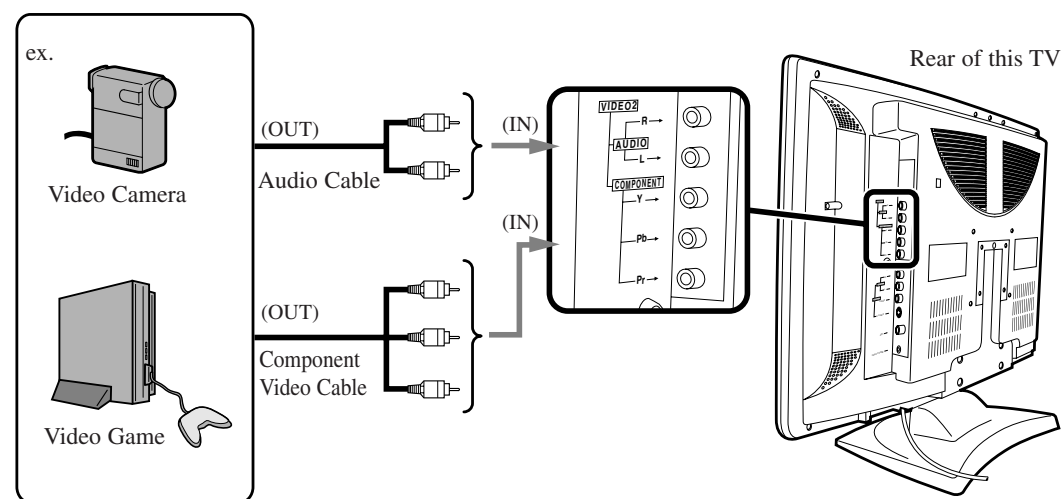 ex.
Video Camera
Video Game
(OUT)
Audio Cable
(OUT)
Component
Video Cable
(IN)
(IN)
VIDEO2
R
AUDIO
L
COMPONENT
Y
Pb
Pr
Rear of this TV